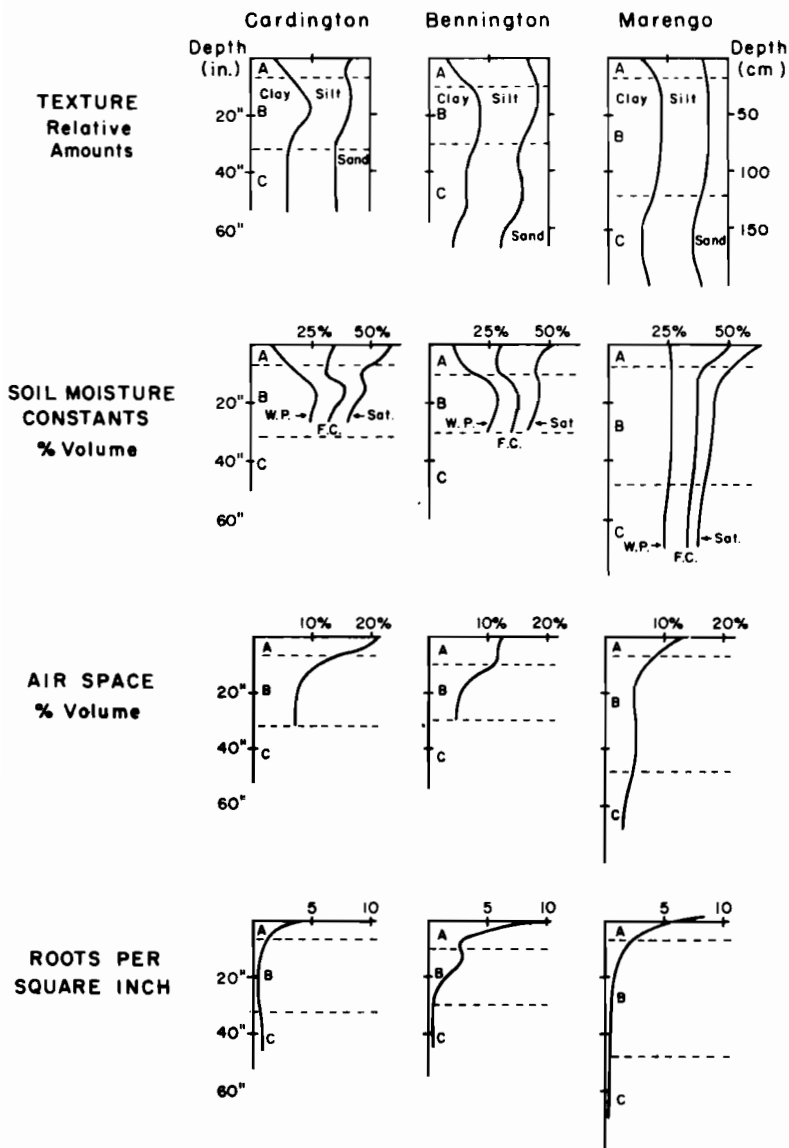 Cardington Bennington Marengo
Depth
(in.)
Depth
(cm)
TEXTURE
Relative
Amounts
A
Clay Silt
B
Sand
C
20"
40"
60"
A
Clay Silt
B
C
Sand
A
Clay Silt
B
C
Sand
50
100
150
SOIL MOISTURE
CONSTANTS
% Volume
25% 50%
A
B
20"
W.P. F.C. Sat.
40"
C
60"
25% 50%
A
B
W.P. F.C. Sat
C
25% 50%
A
B
C
W.P. F.C. Sat.
AIR SPACE
% Volume
10% 20%
A
B
20"
40"
C
60"
10% 20%
A
B
C
10% 20%
A
B
C
ROOTS PER
SQUARE INCH
5 10
A
B
20"
40"
C
60"
5 10
A
B
C
5 10
A
B
C